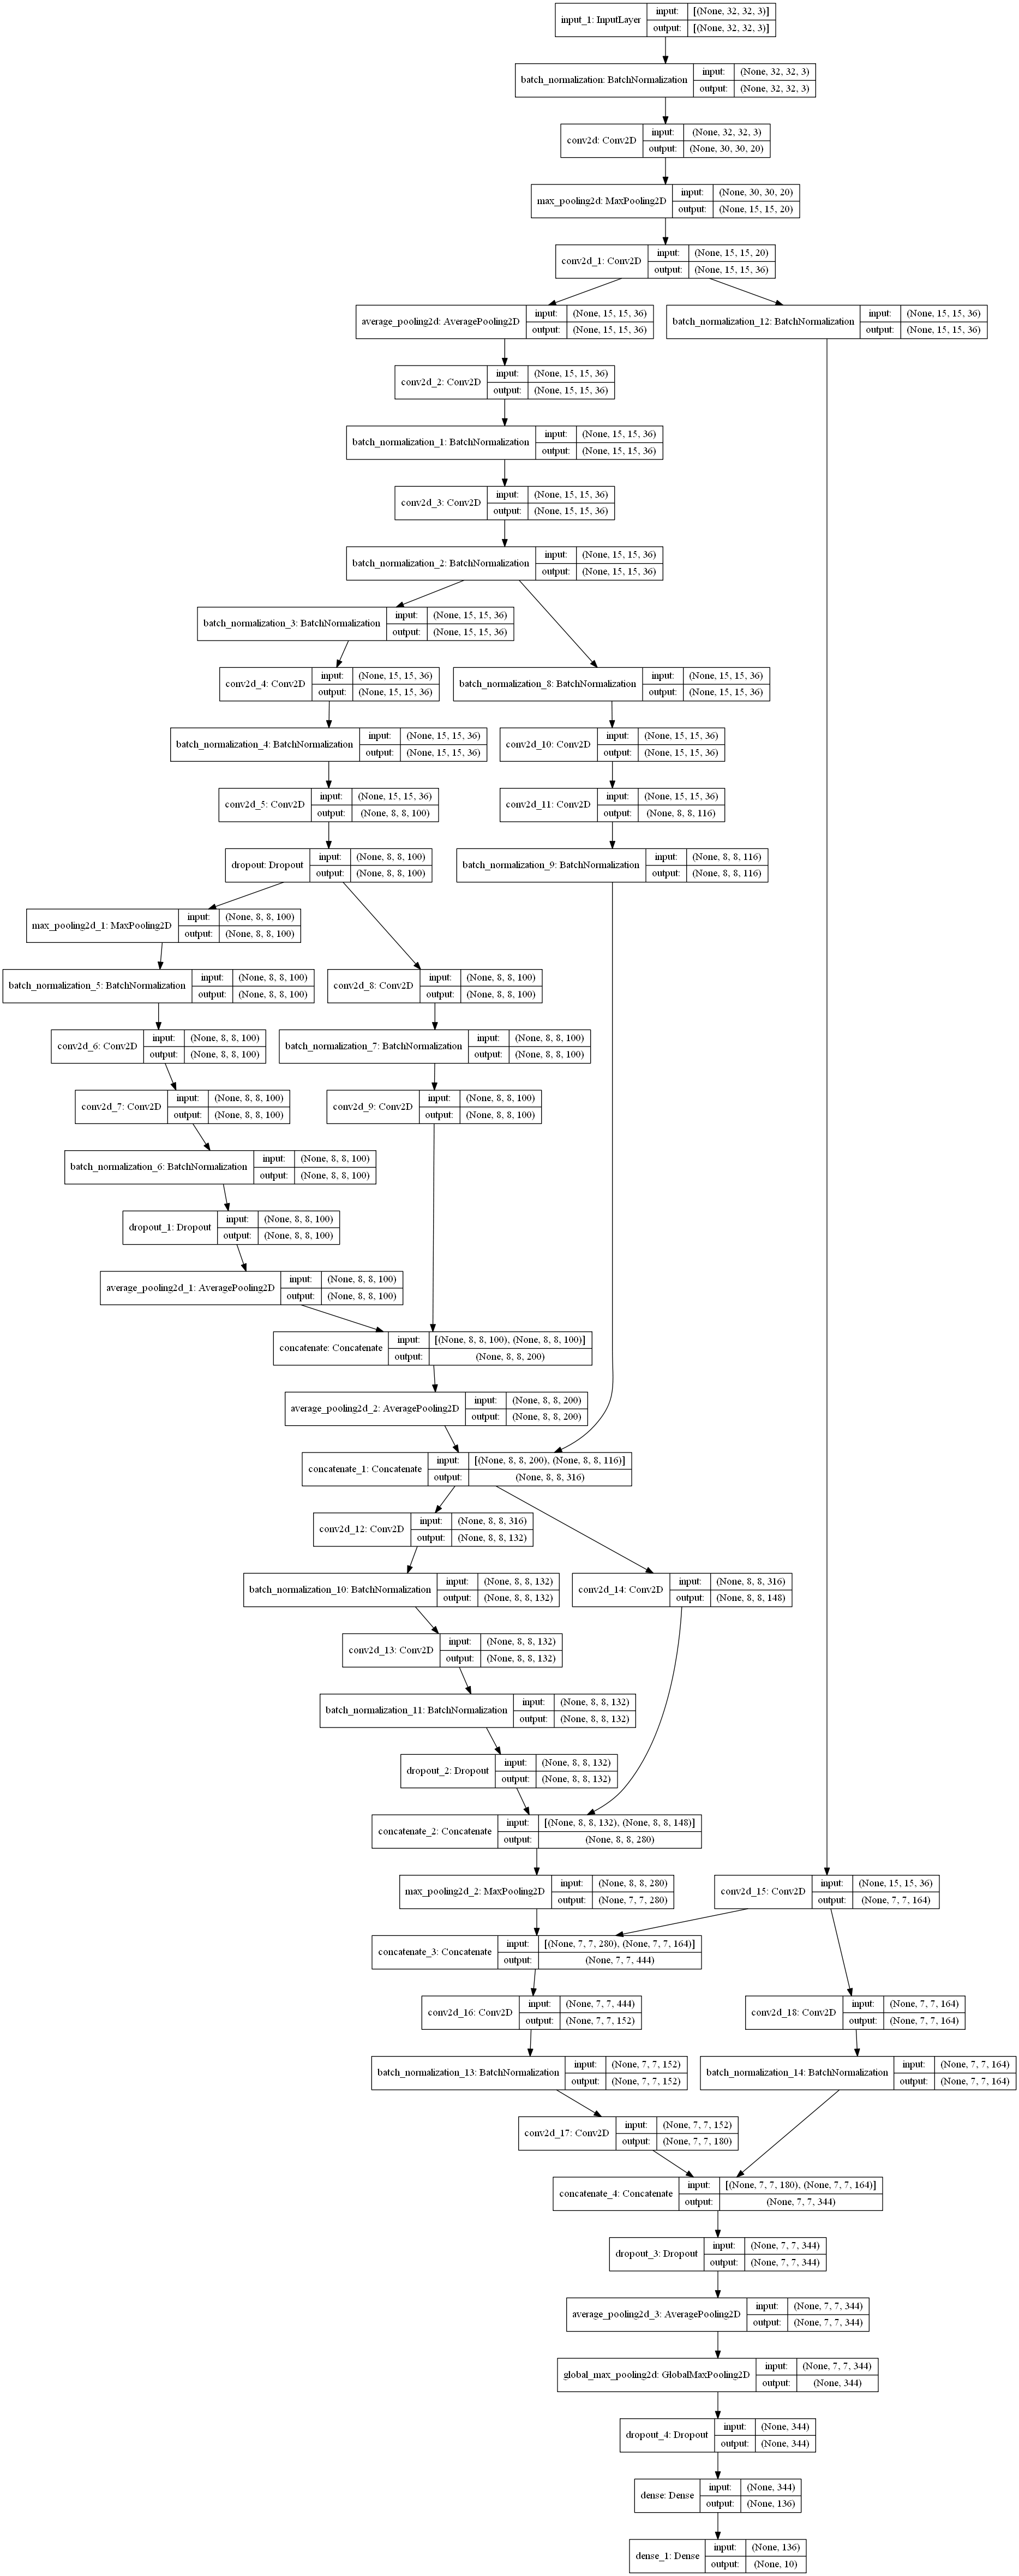 input_1: InputLayer
input:
[(None, 32, 32, 3)]
output:
[(None, 32, 32, 3)]
batch_normalization: BatchNormalization
input:
(None, 32, 32, 3)
output:
(None, 32, 32, 3)
conv2d: Conv2D
input:
(None, 32, 32, 3)
output:
(None, 30, 30, 20)
max_pooling2d: MaxPooling2D
input:
(None, 30, 30, 20)
output:
(None, 15, 15, 20)
conv2d_1: Conv2D
input:
(None, 15, 15, 20)
output:
(None, 15, 15, 36)
average_pooling2d: AveragePooling2D
input:
(None, 15, 15, 36)
output:
(None, 15, 15, 36)
batch_normalization_12: BatchNormalization
input:
(None, 15, 15, 36)
output:
(None, 15, 15, 36)
conv2d_2: Conv2D
input:
(None, 15, 15, 36)
output:
(None, 15, 15, 36)
batch_normalization_1: BatchNormalization
input:
(None, 15, 15, 36)
output:
(None, 15, 15, 36)
conv2d_3: Conv2D
input:
(None, 15, 15, 36)
output:
(None, 15, 15, 36)
batch_normalization_2: BatchNormalization
input:
(None, 15, 15, 36)
output:
(None, 15, 15, 36)
batch_normalization_3: BatchNormalization
input:
(None, 15, 15, 36)
output:
(None, 15, 15, 36)
conv2d_4: Conv2D
input:
(None, 15, 15, 36)
output:
(None, 15, 15, 36)
batch_normalization_8: BatchNormalization
input:
(None, 15, 15, 36)
output:
(None, 15, 15, 36)
batch_normalization_4: BatchNormalization
input:
(None, 15, 15, 36)
output:
(None, 15, 15, 36)
conv2d_10: Conv2D
input:
(None, 15, 15, 36)
output:
(None, 15, 15, 36)
conv2d_5: Conv2D
input:
(None, 15, 15, 36)
output:
(None, 8, 8, 100)
conv2d_11: Conv2D
input:
(None, 15, 15, 36)
output:
(None, 8, 8, 116)
dropout: Dropout
input:
(None, 8, 8, 100)
output:
(None, 8, 8, 100)
batch_normalization_9: BatchNormalization
input:
(None, 8, 8, 116)
output:
(None, 8, 8, 116)
max_pooling2d_1: MaxPooling2D
input:
(None, 8, 8, 100)
output:
(None, 8, 8, 100)
batch_normalization_5: BatchNormalization
input:
(None, 8, 8, 100)
output:
(None, 8, 8, 100)
conv2d_8: Conv2D
input:
(None, 8, 8, 100)
output:
(None, 8, 8, 100)
conv2d_6: Conv2D
input:
(None, 8, 8, 100)
output:
(None, 8, 8, 100)
batch_normalization_7: BatchNormalization
input:
(None, 8, 8, 100)
output:
(None, 8, 8, 100)
conv2d_7: Conv2D
input:
(None, 8, 8, 100)
output:
(None, 8, 8, 100)
conv2d_9: Conv2D
input:
(None, 8, 8, 100)
output:
(None, 8, 8, 100)
batch_normalization_6: BatchNormalization
input:
(None, 8, 8, 100)
output:
(None, 8, 8, 100)
dropout_1: Dropout
input:
(None, 8, 8, 100)
output:
(None, 8, 8, 100)
average_pooling2d_1: AveragePooling2D
input:
(None, 8, 8, 100)
output:
(None, 8, 8, 100)
concatenate: Concatenate
input:
[(None, 8, 8, 100), (None, 8, 8, 100)]
output:
(None, 8, 8, 200)
average_pooling2d_2: AveragePooling2D
input:
(None, 8, 8, 200)
output:
(None, 8, 8, 200)
concatenate_1: Concatenate
input:
[(None, 8, 8, 200), (None, 8, 8, 116)]
output:
(None, 8, 8, 316)
conv2d_12: Conv2D
input:
(None, 8, 8, 316)
output:
(None, 8, 8, 132)
batch_normalization_10: BatchNormalization
input:
(None, 8, 8, 132)
output:
(None, 8, 8, 132)
conv2d_14: Conv2D
input:
(None, 8, 8, 316)
output:
(None, 8, 8, 148)
conv2d_13: Conv2D
input:
(None, 8, 8, 132)
output:
(None, 8, 8, 132)
batch_normalization_11: BatchNormalization
input:
(None, 8, 8, 132)
output:
(None, 8, 8, 132)
dropout_2: Dropout
input:
(None, 8, 8, 132)
output:
(None, 8, 8, 132)
concatenate_2: Concatenate
input:
[(None, 8, 8, 132), (None, 8, 8, 148)]
output:
(None, 8, 8, 280)
max_pooling2d_2: MaxPooling2D
input:
(None, 8, 8, 280)
output:
(None, 7, 7, 280)
conv2d_15: Conv2D
input:
(None, 15, 15, 36)
output:
(None, 7, 7, 164)
concatenate_3: Concatenate
input:
[(None, 7, 7, 280), (None, 7, 7, 164)]
output:
(None, 7, 7, 444)
conv2d_16: Conv2D
input:
(None, 7, 7, 444)
output:
(None, 7, 7, 152)
conv2d_18: Conv2D
input:
(None, 7, 7, 164)
output:
(None, 7, 7, 164)
batch_normalization_13: BatchNormalization
input:
(None, 7, 7, 152)
output:
(None, 7, 7, 152)
batch_normalization_14: BatchNormalization
input:
(None, 7, 7, 164)
output:
(None, 7, 7, 164)
conv2d_17: Conv2D
input:
(None, 7, 7, 152)
output:
(None, 7, 7, 180)
concatenate_4: Concatenate
input:
[(None, 7, 7, 180), (None, 7, 7, 164)]
output:
(None, 7, 7, 344)
dropout_3: Dropout
input:
(None, 7, 7, 344)
output:
(None, 7, 7, 344)
average_pooling2d_3: AveragePooling2D
input:
(None, 7, 7, 344)
output:
(None, 7, 7, 344)
global_max_pooling2d: GlobalMaxPooling2D
input:
(None, 7, 7, 344)
output:
(None, 344)
dropout_4: Dropout
input:
(None, 344)
output:
(None, 344)
dense: Dense
input:
(None, 344)
output:
(None, 136)
dense_1: Dense
input:
(None, 136)
output:
(None, 10)